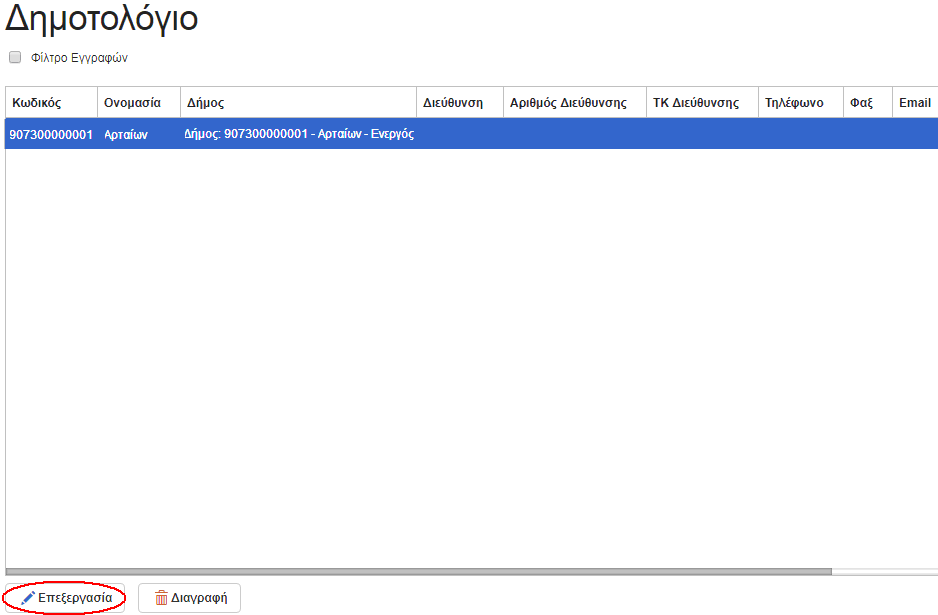 Δημοτολόγιο
Φίλτρο Εγγραφών
Κωδικός Ονομασία Δήμος Διεύθυνση Αριθμός Διεύθυνσης ΤΚ Διεύθυνσης Τηλέφωνο Φαξ Email
907300000001 Αρταίων Δήμος: 907300000001 - Αρταίων - Ενεργός
Επεξεργασία Διαγραφή